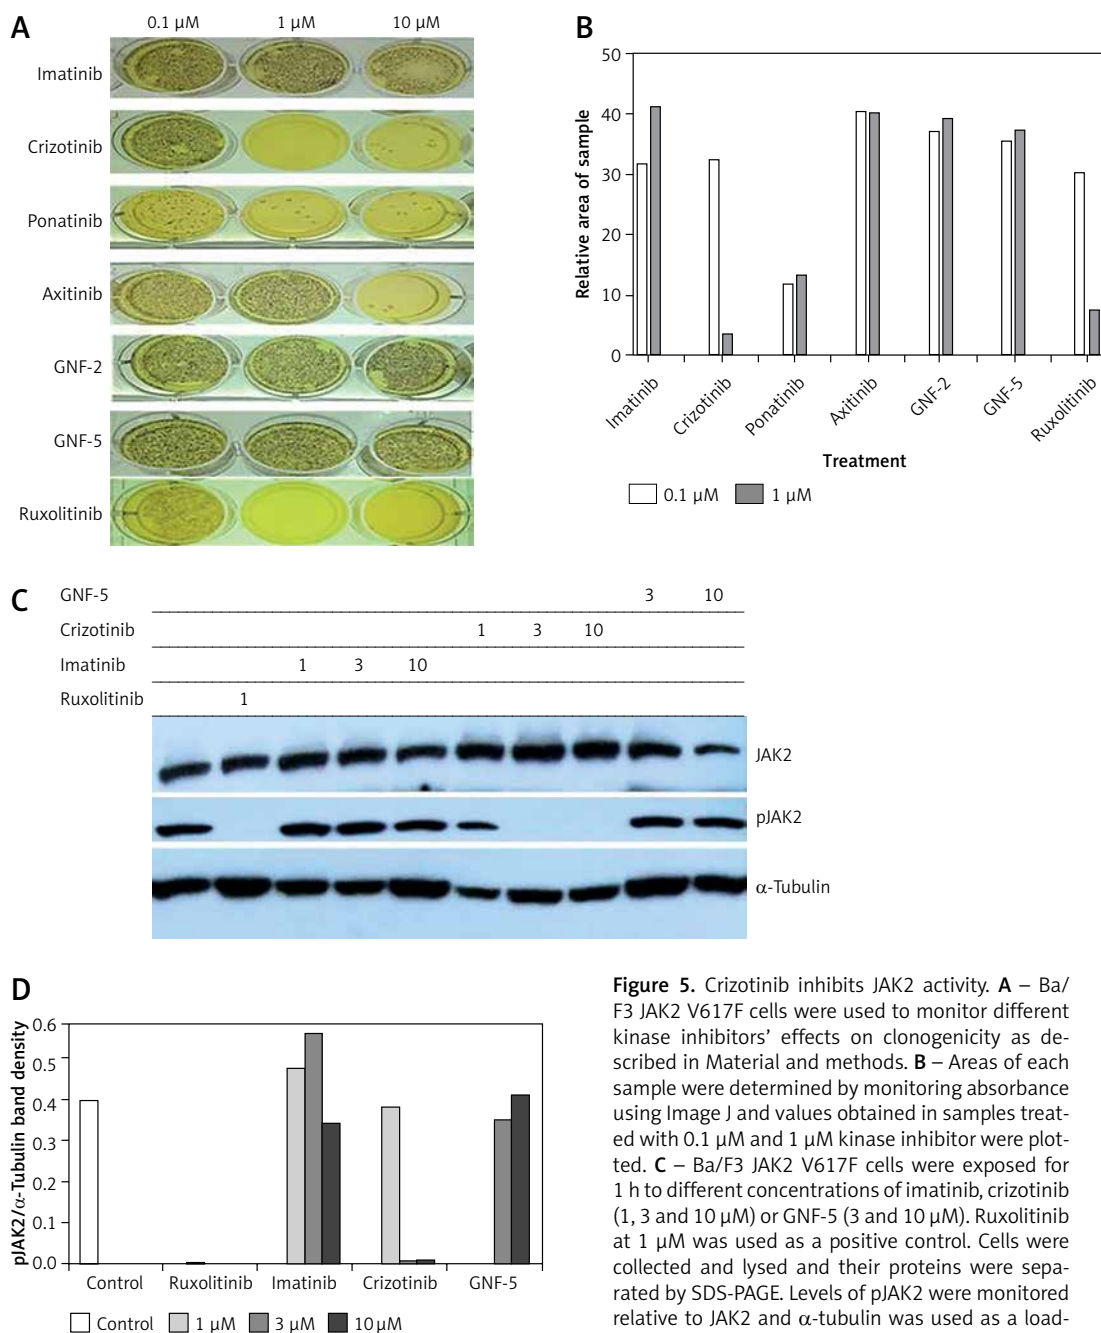 A
0.1 µM 1 µM 10 µM
Imatinib
Crizotinib
Ponatinib
Axitinib
GNF-2
GNF-5
Ruxolitinib
B
Relative area of sample
50
40
30
20
10
0
Imatinib Crizotinib Ponatinib Axitinib GNF-2 GNF-5 Ruxolitinib
Treatment
0.1 µM 1 µM
C
GNF-5 3 10
Crizotinib 1 3 10
Imatinib 1 3 10
Ruxolitinib 1
JAK2
pJAK2
α-Tubulin
D
pJAK2/α-Tubulin band density
0.6
0.5
0.4
0.3
0.2
0.1
0.0
Control Ruxolitinib Imatinib Crizotinib GNF-5
Control 1 µM 3 µM 10 µM
Figure 5. Crizotinib inhibits JAK2 activity. A – Ba/
F3 JAK2 V617F cells were used to monitor different
kinase inhibitors' effects on clonogenicity as de-
scribed in Material and methods. B – Areas of each
sample were determined by monitoring absorbance
using Image J and values obtained in samples treat-
ed with 0.1 µM and 1 µM kinase inhibitor were plot-
ted. C – Ba/F3 JAK2 V617F cells were exposed for
1 h to different concentrations of imatinib, crizotinib
(1, 3 and 10 µM) or GNF-5 (3 and 10 µM). Ruxolitinib
at 1 µM was used as a positive control. Cells were
collected and lysed and their proteins were sepa-
rated by SDS-PAGE. Levels of pJAK2 were monitored
relative to JAK2 and α-tubulin was used as a load-